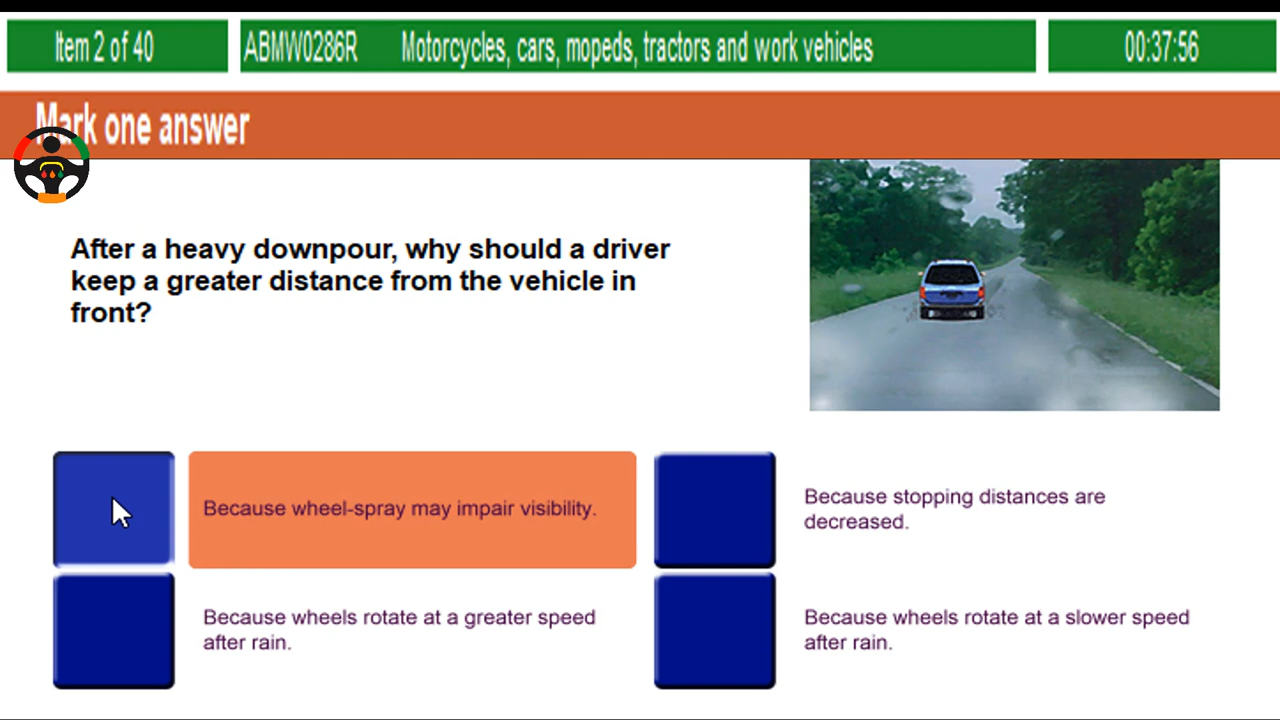 Item 2 of 40
ABMW0286R Motorcycles, cars, mopeds, tractors and work vehicles
00:37:56
Mark one answer
After a heavy downpour, why should a driver
keep a greater distance from the vehicle in
front?
Because wheel-spray may impair visibility.
Because stopping distances are
decreased.
Because wheels rotate at a greater speed
after rain.
Because wheels rotate at a slower speed
after rain.